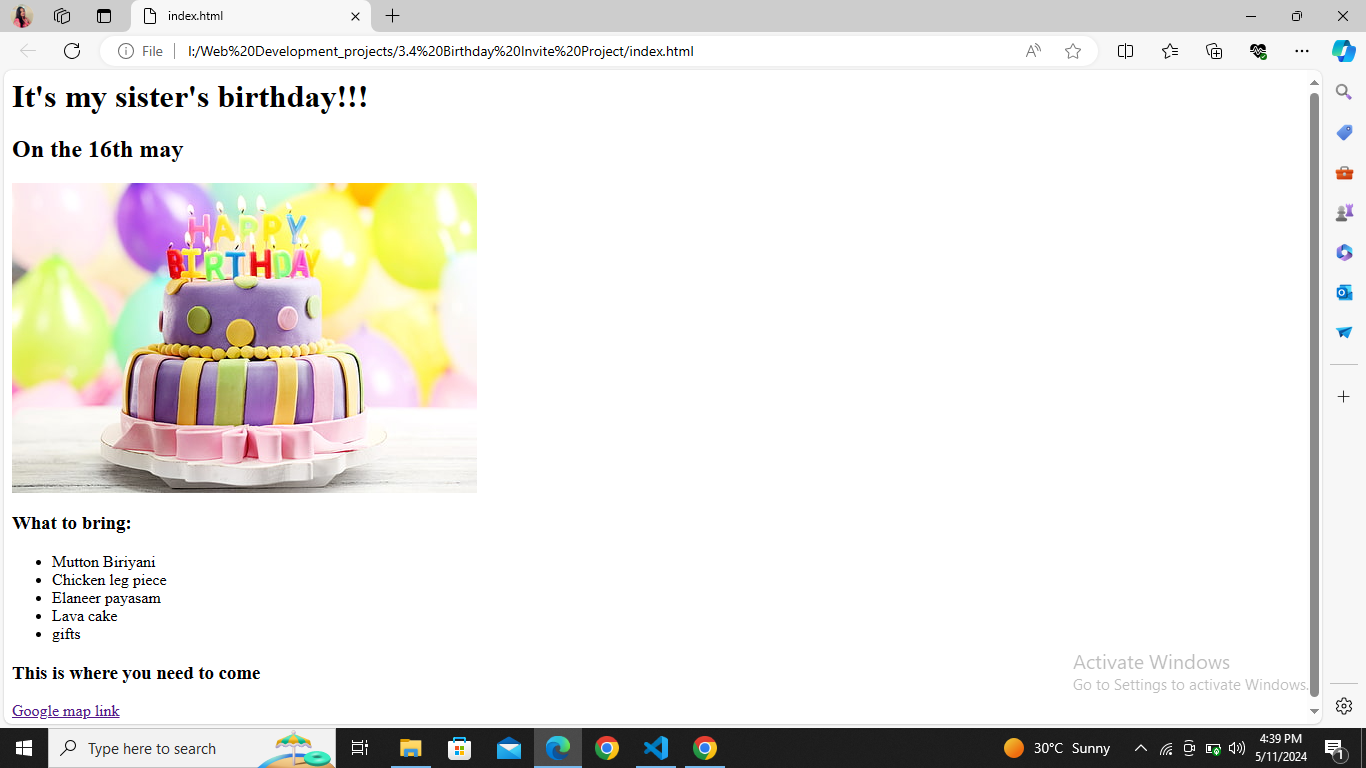 index.html
File
I:/Web%20Development_projects/3.4%20Birthday%20Invite%20Project/index.html
It's my sister's birthday!!!
On the 16th may
HAPPY
BIRTHDAY
What to bring:
Mutton Biriyani
Chicken leg piece
Elaneer payasam
Lava cake
gifts
This is where you need to come
Google map link
Activate Windows
Go to Settings to activate Windows.
Type here to search
30°C Sunny
4:39 PM
5/11/2024
1